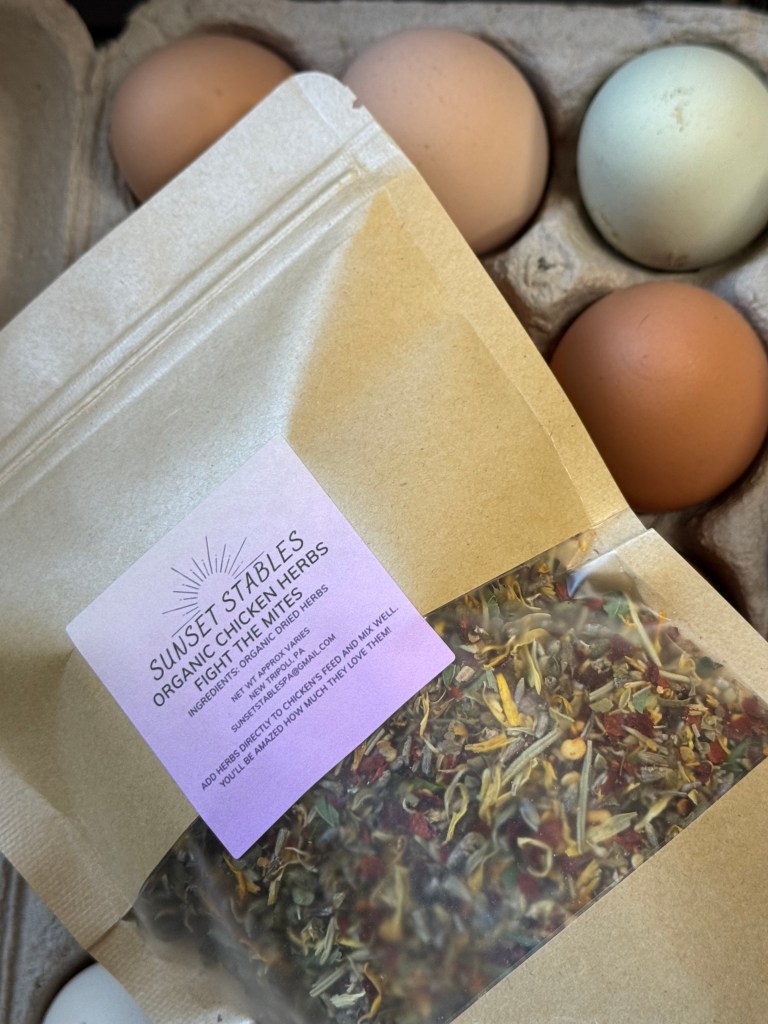 SUNSET STABLES
ORGANIC CHICKEN HERBS
FIGHT THE MITES
INGREDIENTS: ORGANIC DRIED HERBS
NET WT APPROX VARIES
NEW TRIPOLI, PA
SUNSETSTABLESPA@GMAIL.COM
ADD HERBS DIRECTLY TO CHICKEN'S FEED AND MIX WELL.
YOU'LL BE AMAZED HOW MUCH THEY LOVE THEM!